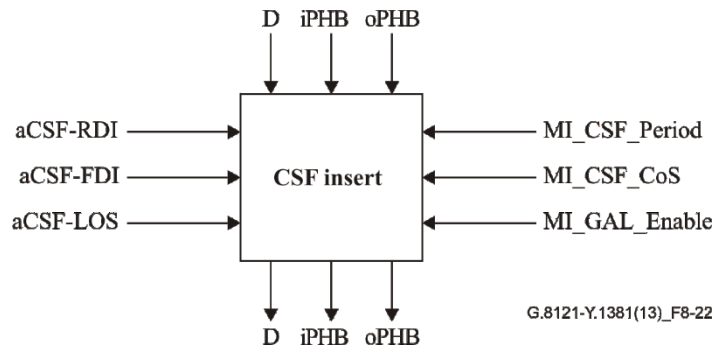 D iPHB oPHB
aCSF-RDI MI_CSF_Period
aCSF-FDI CSF insert MI_CSF_CoS
aCSF-LOS MI_GAL_Enable
D iPHB oPHB
G.8121-Y.1381(13)_F8-22